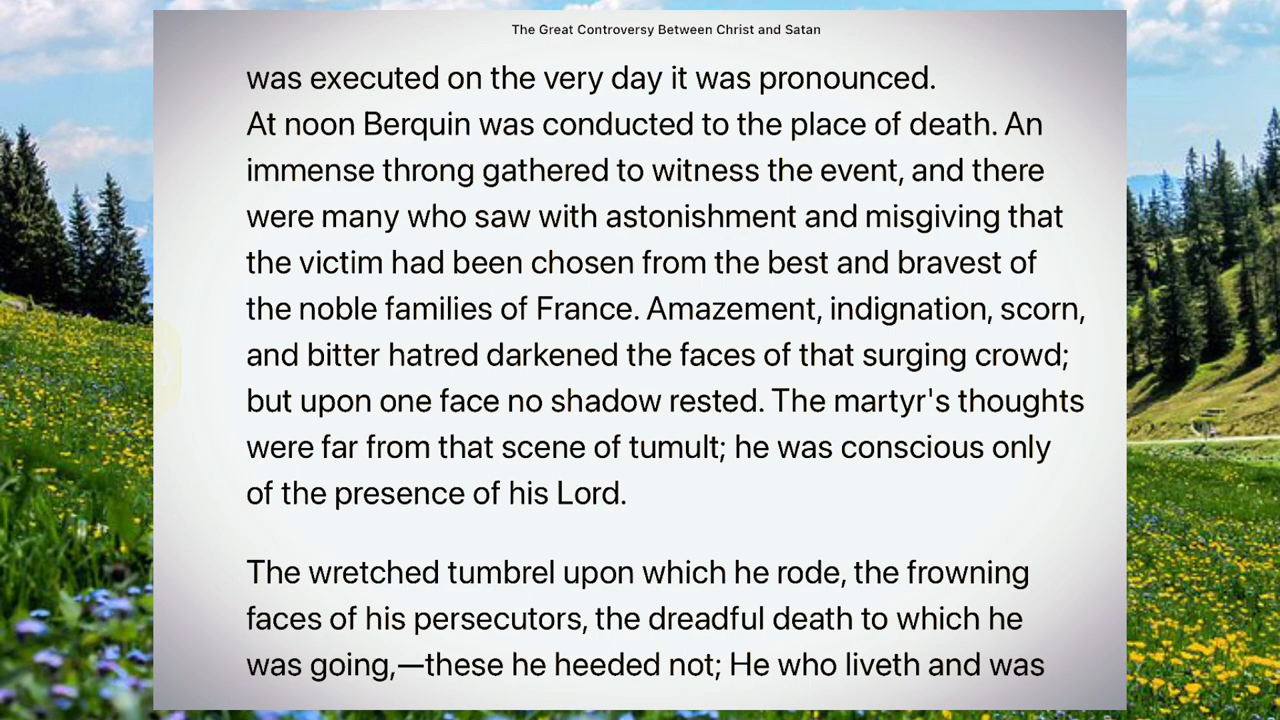 The Great Controversy Between Christ and Satan
was executed on the very day it was pronounced.
At noon Berquin was conducted to the place of death. An
immense throng gathered to witness the event, and there
were many who saw with astonishment and misgiving that
the victim had been chosen from the best and bravest of
the noble families of France. Amazement, indignation, scorn,
and bitter hatred darkened the faces of that surging crowd;
but upon one face no shadow rested. The martyr's thoughts
were far from that scene of tumult; he was conscious only
of the presence of his Lord.
The wretched tumbrel upon which he rode, the frowning
faces of his persecutors, the dreadful death to which he
was going,—these he heeded not; He who liveth and was